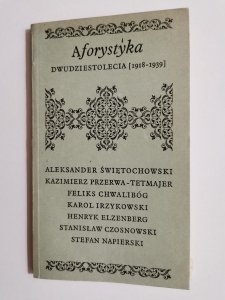 Aforystyka
DWUDZIESTOLECIA [1918-1939]
ALEKSANDER ŚWIĘTOCHOWSKI
KAZIMIERZ PRZERWA-TETMAJER
FELIKS CHWALIBÓG
KAROL IRZYKOWSKI
HENRYK ELZENBERG
STANISŁAW CZOSNOWSKI
STEFAN NAPIERSKI